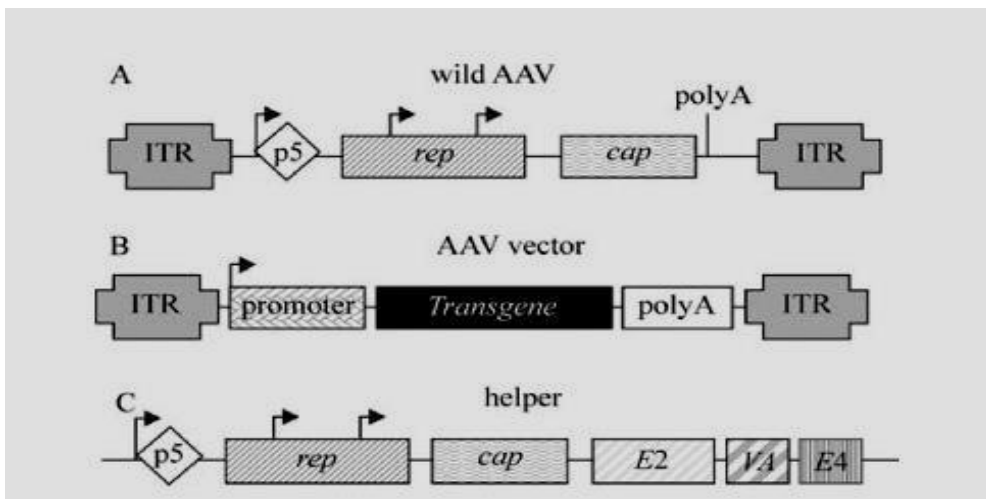 A
wild AAV
polyA
ITR p5 rep cap ITR
B
AAV vector
ITR promoter Transgene polyA ITR
C
helper
p5 rep cap E2 VA E4